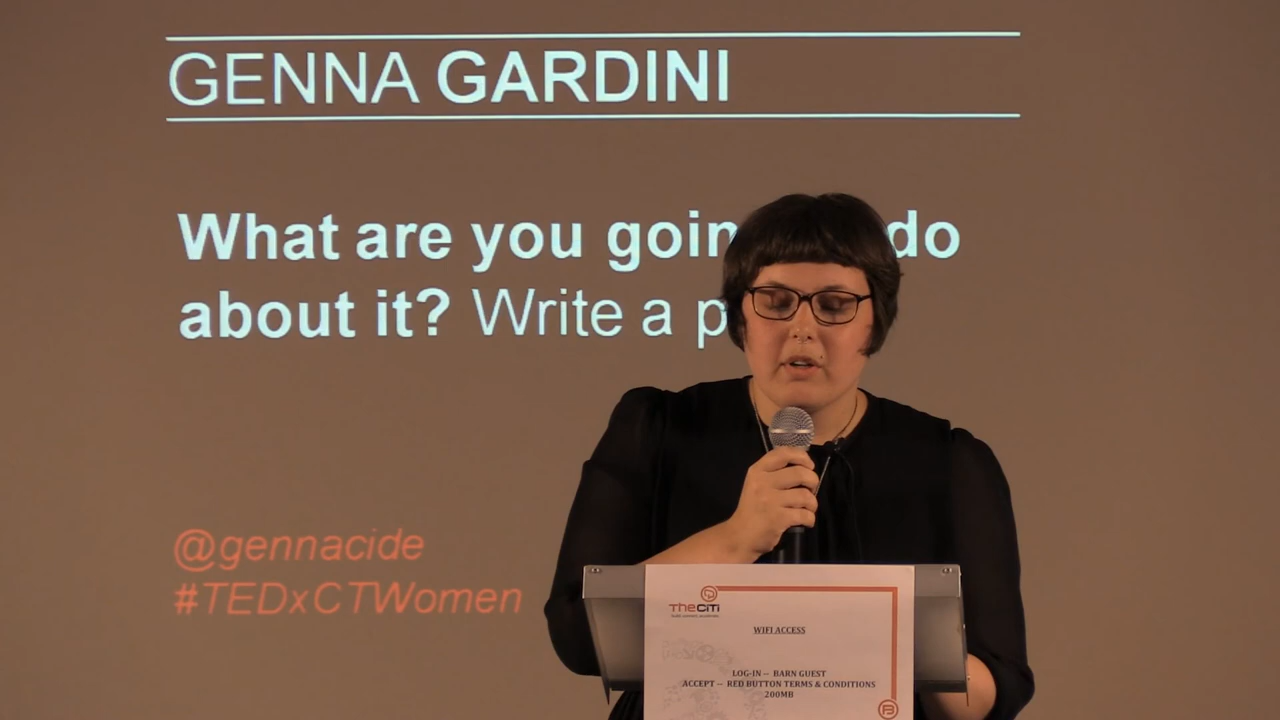 GENNA GARDINI
What are you goin do
about it? Write a p
@gennacide
#TEDxCTWomen
THECITI
WIFI ACCESS
LOG-IN -- BARN GUEST
ACCEPT -- RED BUTTON TERMS & CONDITIONS
200MB